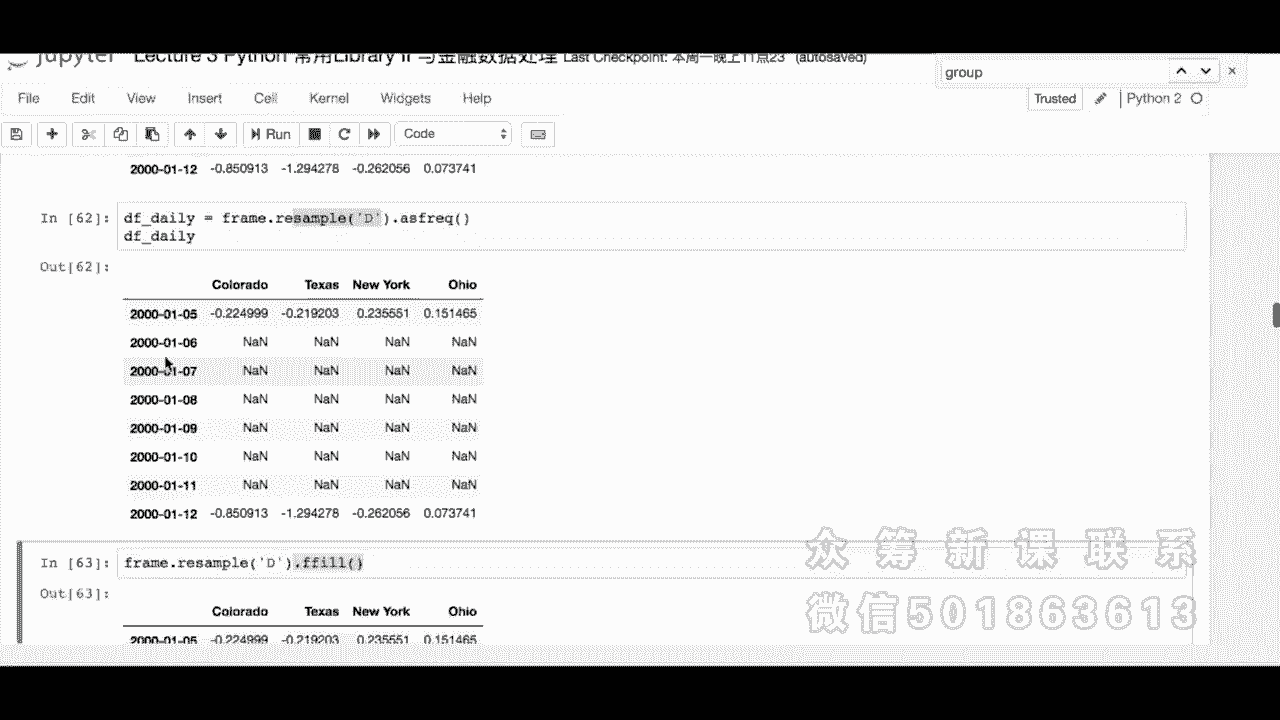 jupyter Lecture 3 Python 常用Library II 与金融数据处理 Last Checkpoint: 本周一晚上11点23 (autosaved)
group
File Edit View Insert Cell Kernel Widgets Help
Trusted Python 2
Run Code
2000-01-12 -0.850913 -1.294278 -0.262056 0.073741
In [62]: df_daily = frame.resample('D').asfreq()
df_daily
Out[62]:
Colorado Texas New York Ohio
2000-01-05 -0.224999 -0.219203 0.235551 0.151465
2000-01-06 NaN NaN NaN NaN
2000-01-07 NaN NaN NaN NaN
2000-01-08 NaN NaN NaN NaN
2000-01-09 NaN NaN NaN NaN
2000-01-10 NaN NaN NaN NaN
2000-01-11 NaN NaN NaN NaN
2000-01-12 -0.850913 -1.294278 -0.262056 0.073741
In [63]: frame.resample('D').ffill()
Out[63]:
Colorado Texas New York Ohio
2000-01-05 -0.224999 -0.219203 0.235551 0.151465
众筹新课联系
微信501863613